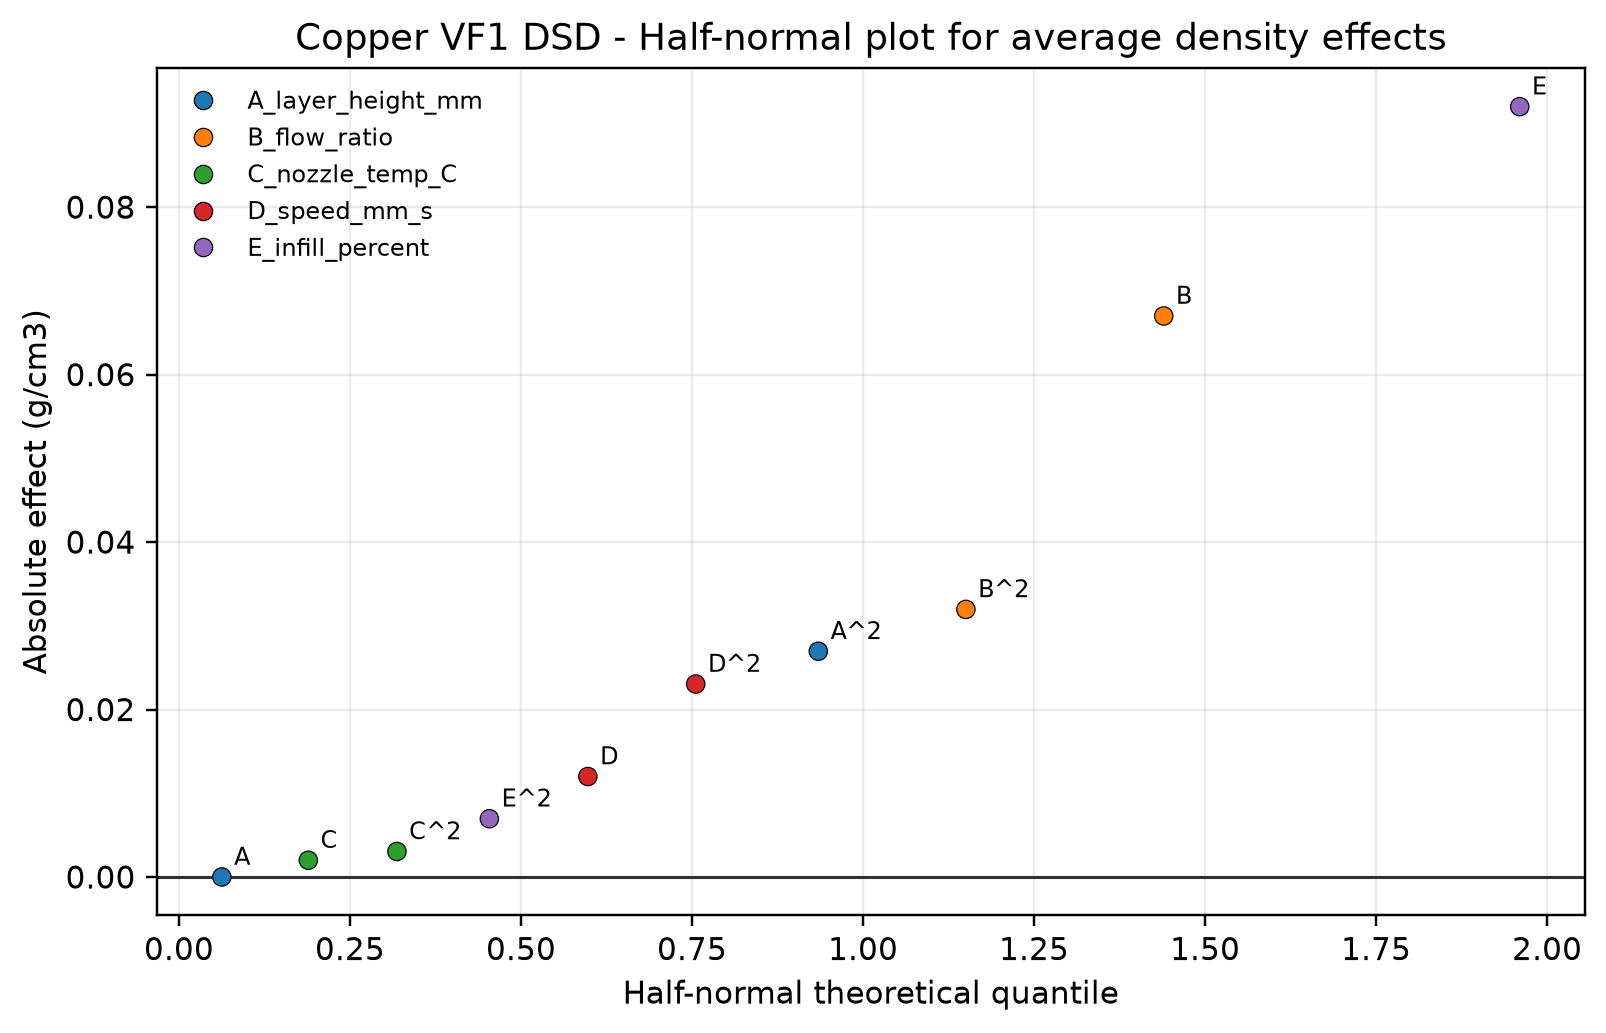 Copper VF1 DSD - Half-normal plot for average density effects
A_layer_height_mm
B_flow_ratio
C_nozzle_temp_C
D_speed_mm_s
E_infill_percent
E
B
B^2
A^2
D^2
D
E^2
C^2
C
A
0.08
0.06
0.04
0.02
0.00
Absolute effect (g/cm3)
0.00 0.25 0.50 0.75 1.00 1.25 1.50 1.75 2.00
Half-normal theoretical quantile